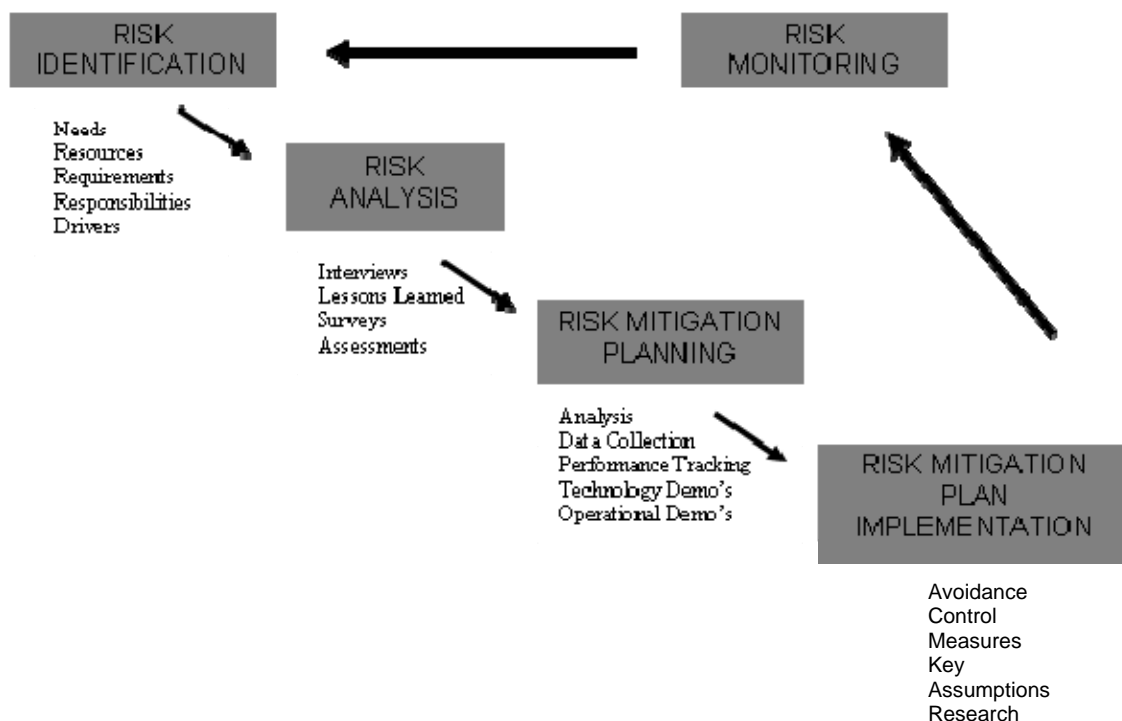 RISK
IDENTIFICATION
RISK
MONITORING
Needs
Resources
Requirements
Responsibilities
Drivers
RISK
ANALYSIS
Interviews
Lessons Learned
Surveys
Assessments
RISK MITIGATION
PLANNING
Analysis
Data Collection
Performance Tracking
Technology Demo's
Operational Demo's
RISK MITIGATION
PLAN
IMPLEMENTATION
Avoidance
Control
Measures
Key
Assumptions
Research